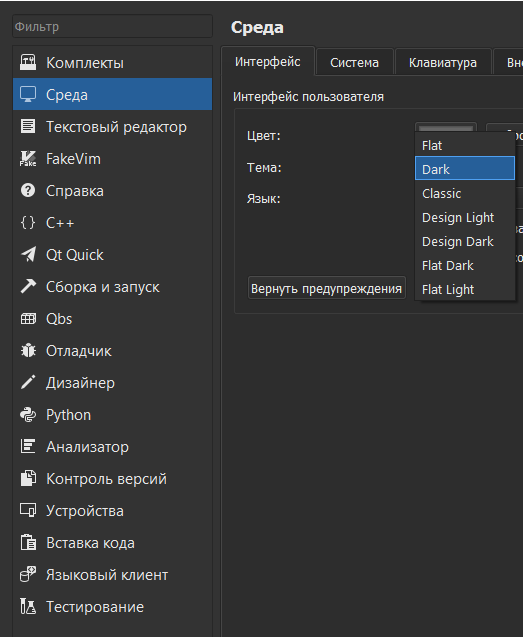 Фильтр
Комплекты
Среда
Текстовый редактор
FakeVim
Справка
C++
Qt Quick
Сборка и запуск
Qbs
Отладчик
Дизайнер
Python
Анализатор
Контроль версий
Устройства
Вставка кода
Языковый клиент
Тестирование
Среда
Интерфейс
Система
Клавиатура
Вне
Интерфейс пользователя
Цвет:
Тема:
Язык:
Flat
Dark
Classic
Design Light
Design Dark
Flat Dark
Flat Light
Вернуть предупреждения